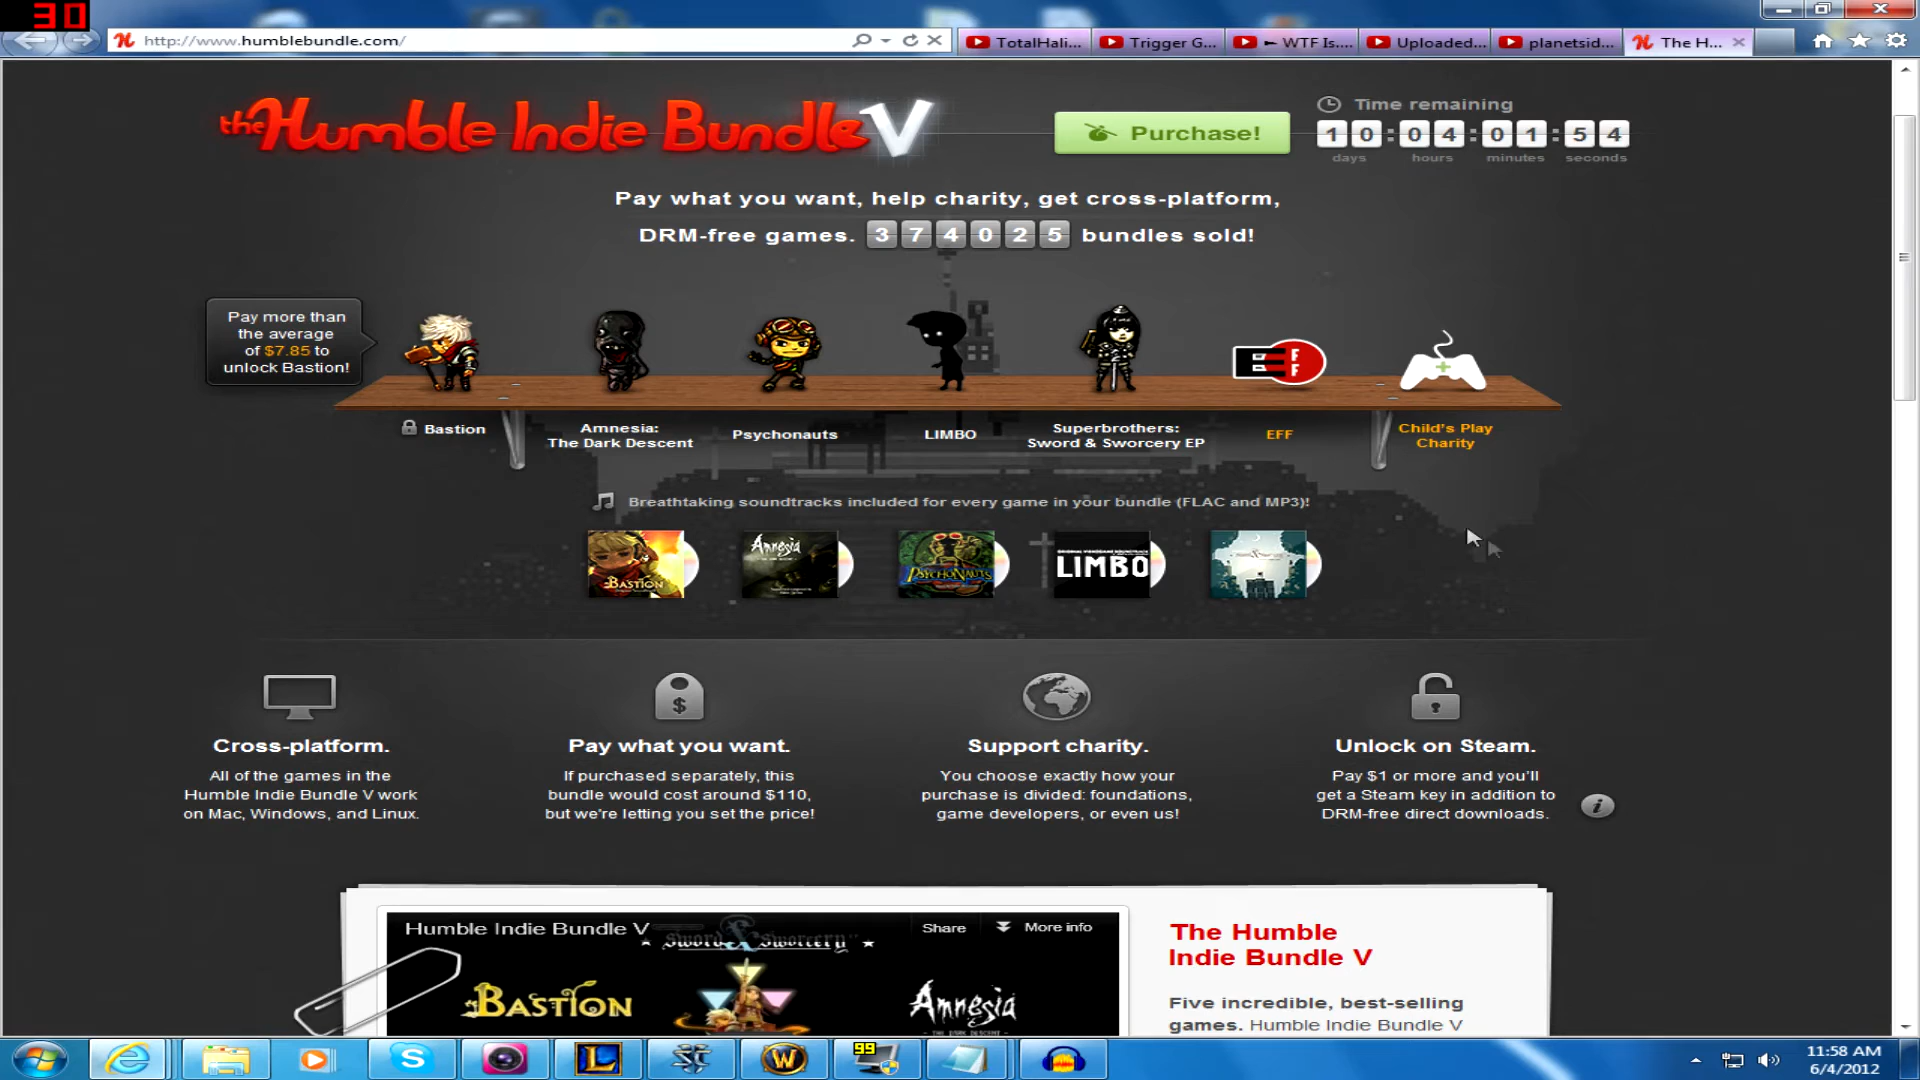 30
http://www.humblebundle.com/
TotalHali...
Trigger G...
WTF Is....
Uploaded...
planetsid...
The H...
the Humble Indie Bundle V
Purchase!
Time remaining
10:04:01:54
days hours minutes seconds
Pay what you want, help charity, get cross-platform,
DRM-free games. 374025 bundles sold!
Pay more than
the average
of $7.85 to
unlock Bastion!
EFF
Bastion
Amnesia:
The Dark Descent
Psychonauts
LIMBO
Superbrothers:
Sword & Sworcery EP
EFF
Child's Play
Charity
Breathtaking soundtracks included for every game in your bundle (FLAC and MP3)!
BASTION
Amnesia
PSYCHONAUTS
ORIGINAL VIDEOGAME SOUNDTRACK
LIMBO
$
Cross-platform.
All of the games in the
Humble Indie Bundle V work
on Mac, Windows, and Linux.
Pay what you want.
If purchased separately, this
bundle would cost around $110,
but we're letting you set the price!
Support charity.
You choose exactly how your
purchase is divided: foundations,
game developers, or even us!
Unlock on Steam.
Pay $1 or more and you'll
get a Steam key in addition to
DRM-free direct downloads.
i
Humble Indie Bundle V
Share
More info
Sword & Sworcery
BASTION
Amnesia
THE DARK DESCENT
The Humble
Indie Bundle V
Five incredible, best-selling
games. Humble Indie Bundle V
99
11:58 AM
6/4/2012